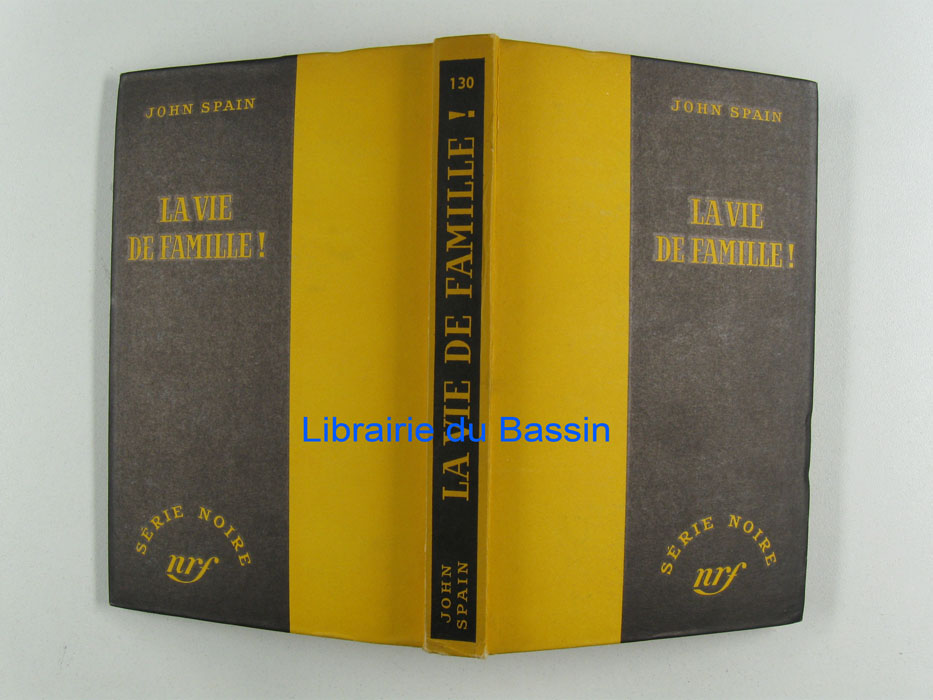 JOHN SPAIN
LA VIE
DE FAMILLE !
SÉRIE NOIRE
nrf
130
LA VIE DE FAMILLE !
JOHN
SPAIN
JOHN SPAIN
LA VIE
DE FAMILLE !
SÉRIE NOIRE
nrf
Librairie du Bassin